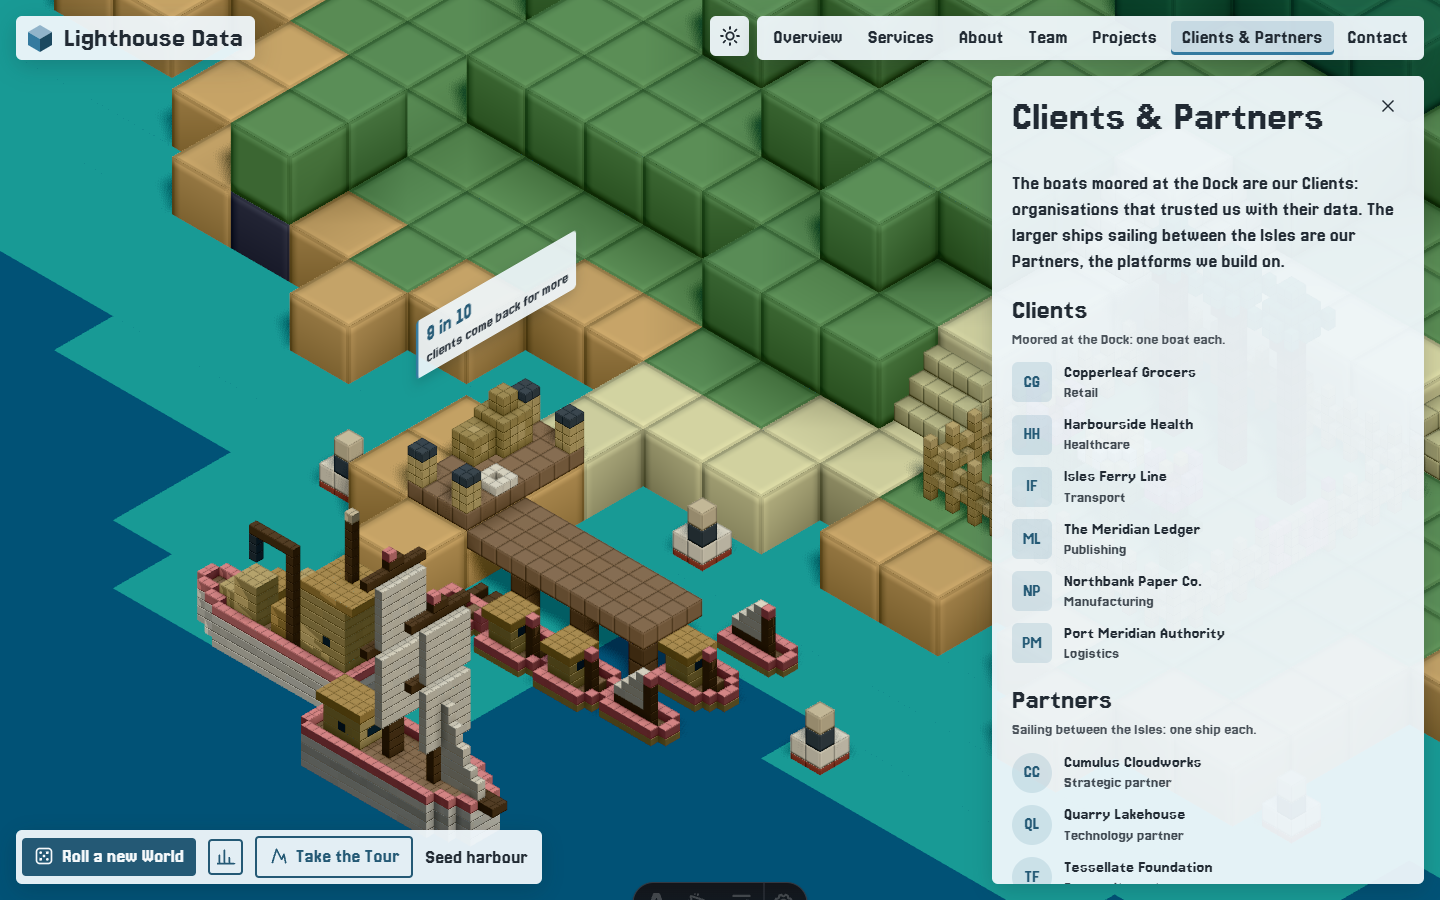 Lighthouse Data
Overview
Services
About
Team
Projects
Clients & Partners
Contact
Clients & Partners
The boats moored at the Dock are our Clients:
organisations that trusted us with their data. The
larger ships sailing between the Isles are our
Partners, the platforms we build on.
Clients
Moored at the Dock: one boat each.
CG
Copperleaf Grocers
Retail
HH
Harbourside Health
Healthcare
IF
Isles Ferry Line
Transport
ML
The Meridian Ledger
Publishing
NP
Northbank Paper Co.
Manufacturing
PM
Port Meridian Authority
Logistics
Partners
Sailing between the Isles: one ship each.
CC
Cumulus Cloudworks
Strategic partner
QL
Quarry Lakehouse
Technology partner
TF
Tessellate Foundation
9 in 10
clients come back for more
Roll a new World
Take the Tour
Seed harbour